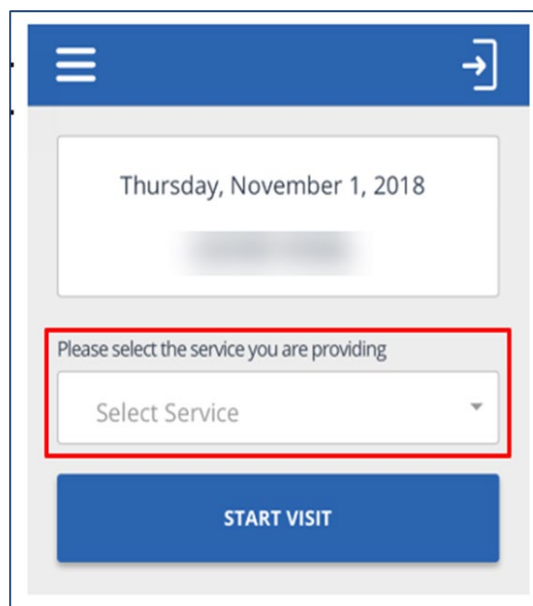 Thursday, November 1, 2018
Please select the service you are providing
Select Service
START VISIT